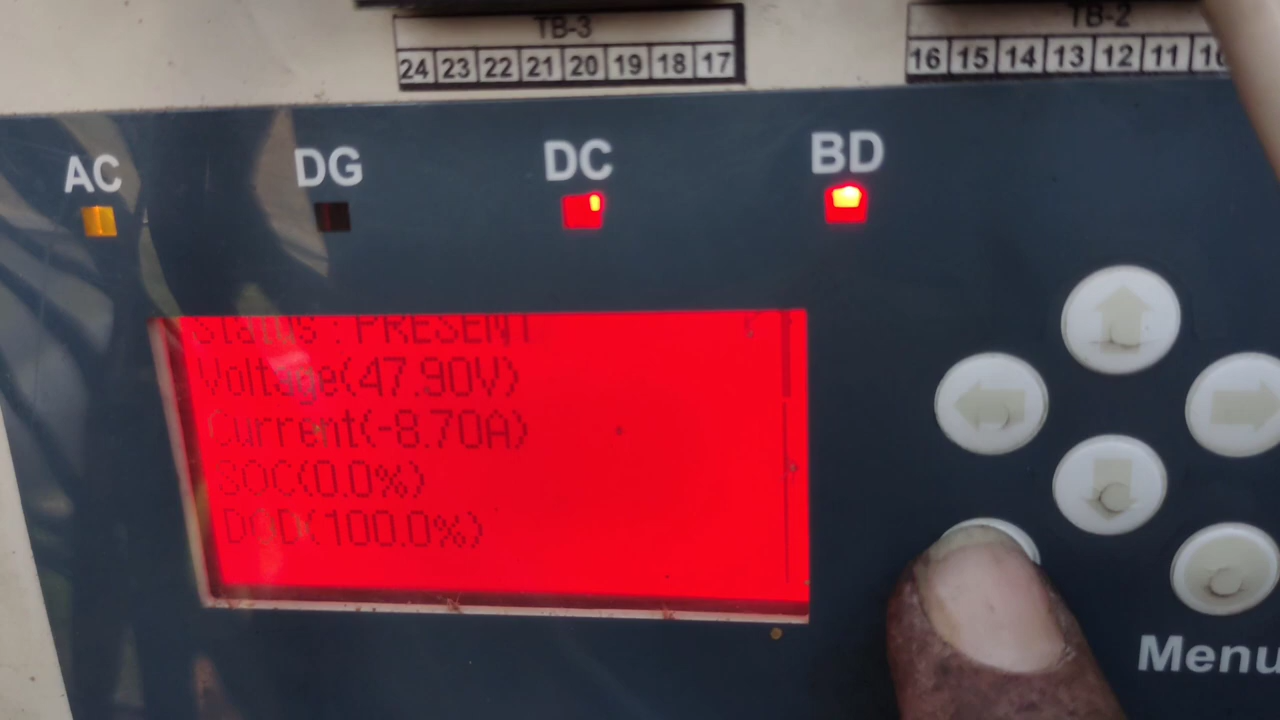 TB-3
24 23 22 21 20 19 18 17
TB-2
16 15 14 13 12 11
AC
DG
DC
BD
Status : PRESENT
Voltage(47.90V)
Current(-8.70A)
SOC(0.0%)
DOD(100.0%)
Menu